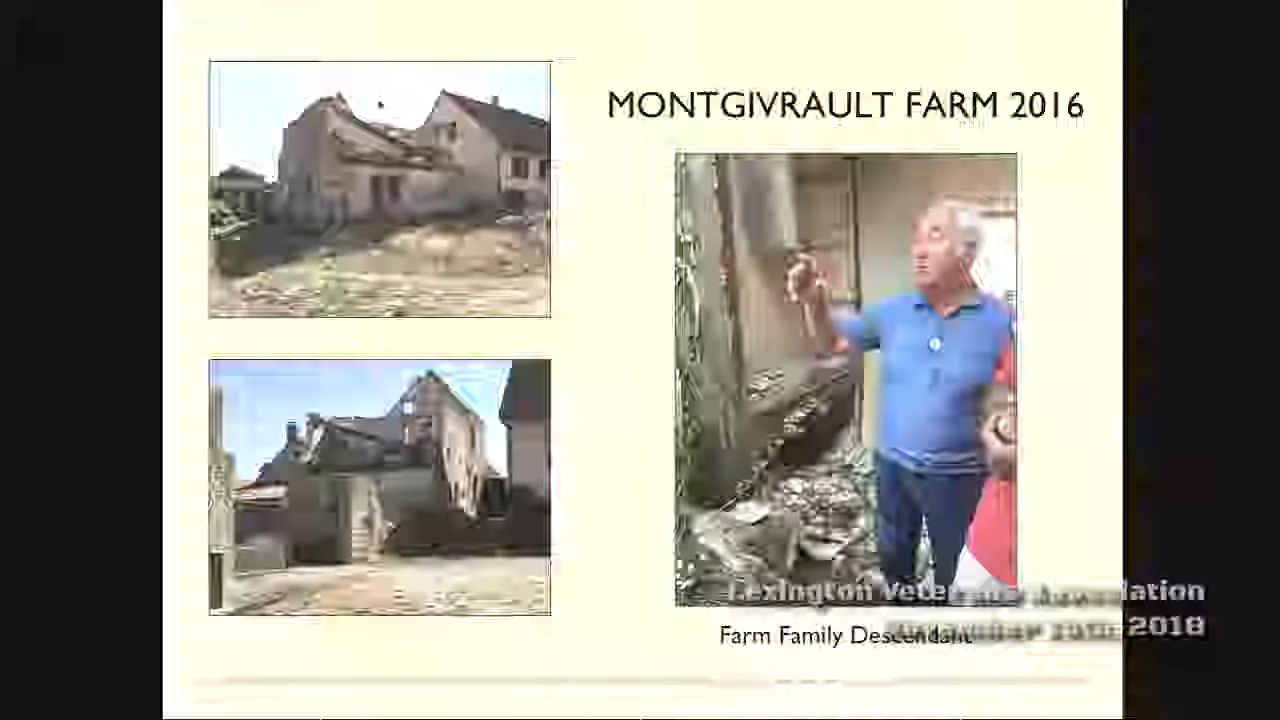 MONTGIVRAULT FARM 2016
Lexington Veterans Association
2018
Farm Family Descendant